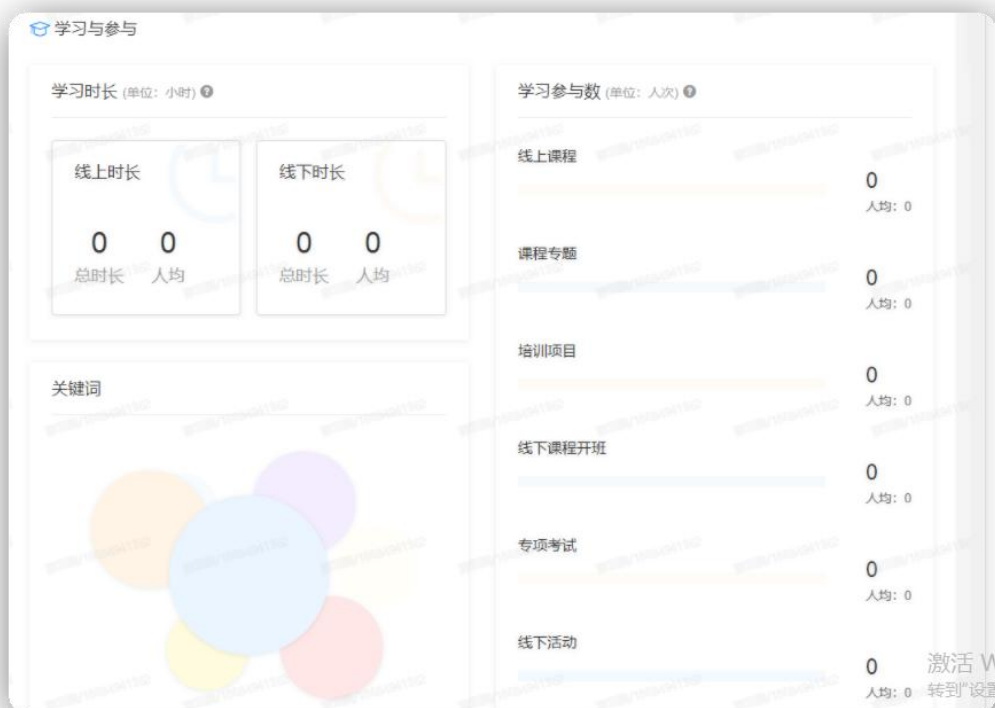 学习与参与
学习时长 (单位：小时)
线上时长
0 0
总时长 人均
线下时长
0 0
总时长 人均
关键词
学习参与数 (单位：人次)
线上课程
0
人均：0
课程专题
0
人均：0
培训项目
0
人均：0
线下课程开班
0
人均：0
专项考试
0
人均：0
线下活动
0
人均：0
激活 W
转到"设置